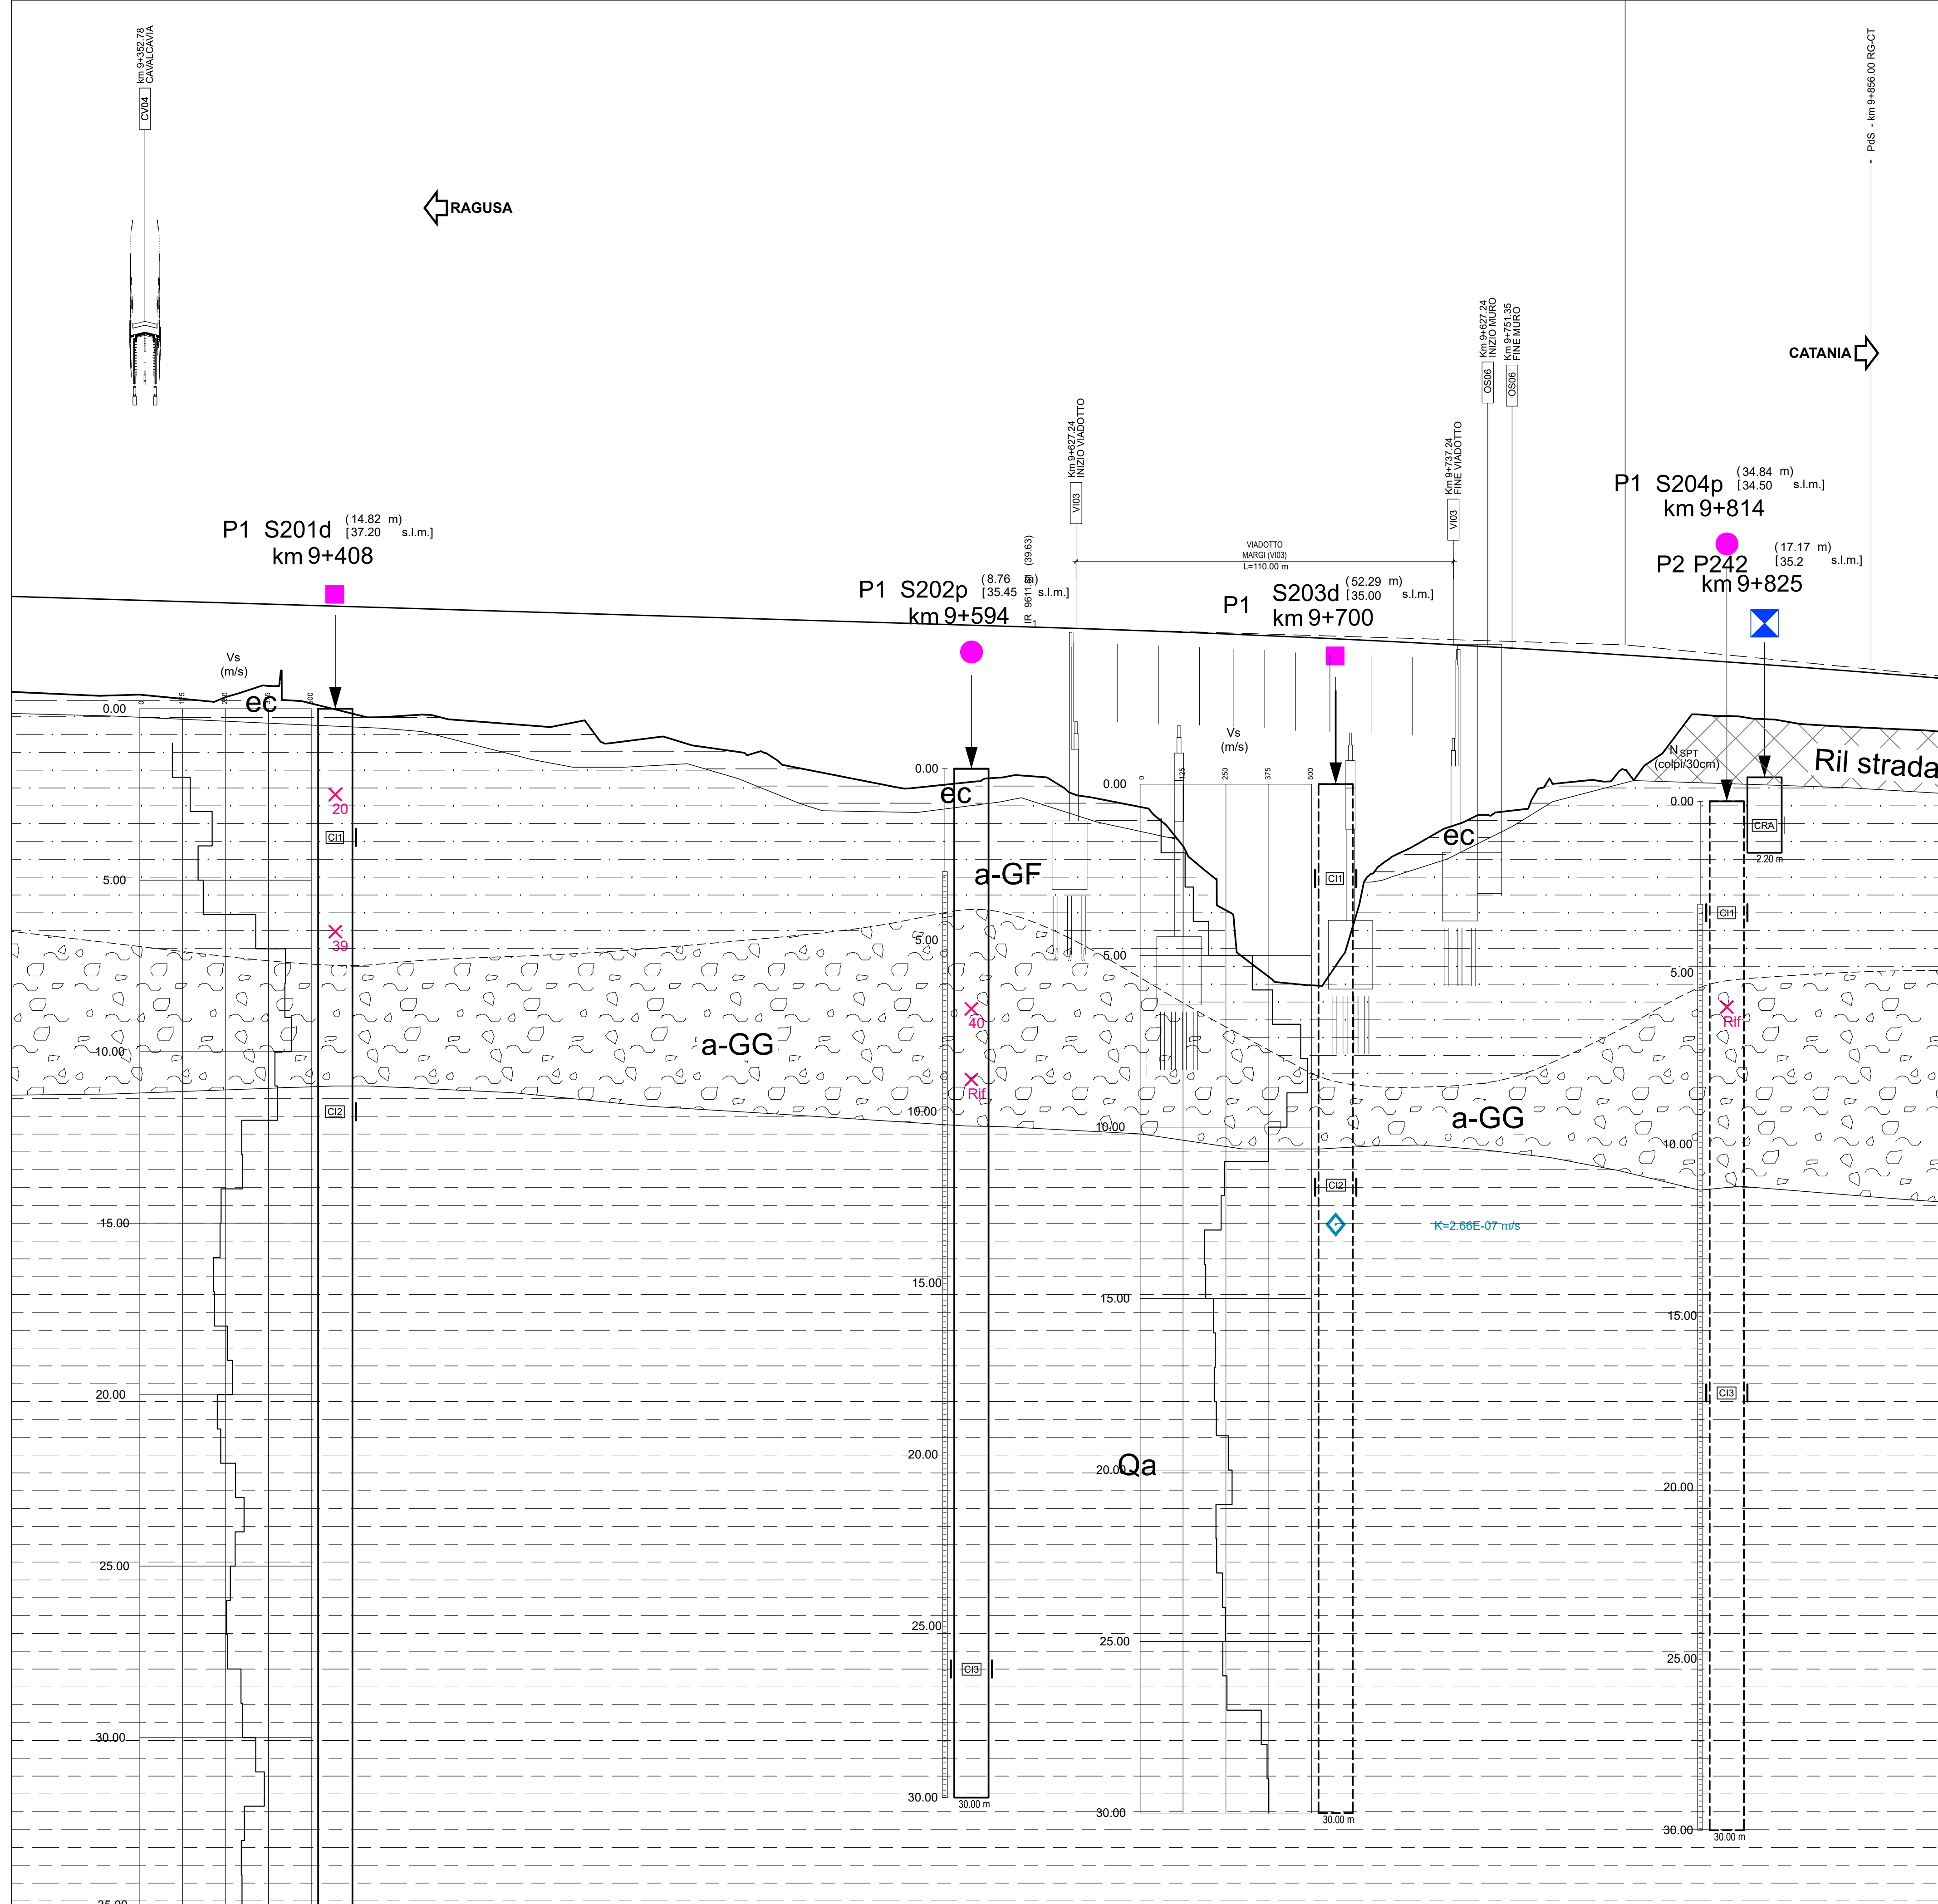 km 9+352.78
CAVALCAVIA
CV04
RAGUSA
PdS - km 9+856.00 RG-CT
CATANIA
Km 9+627.24
INIZIO MURO
OS06
Km 9+751.35
FINE MURO
OS06
Km 9+627.24
INIZIO VIADOTTO
VI03
Km 9+737.24
FINE VIADOTTO
VI03
VIADOTTO
MARGI (VI03)
L=110.00 m
P1 S201d (14.82 m)
[37.20 s.l.m.]
km 9+408
P1 S202p (8.76 m)
[35.45 s.l.m.]
km 9+594
(39.63)
P1 S203d (52.29 m)
[35.00 s.l.m.]
km 9+700
P1 S204p (34.84 m)
[34.50 s.l.m.]
km 9+814
P2 P242 (17.17 m)
[35.2 s.l.m.]
km 9+825
Vs
(m/s)
0
125
250
375
500
ec
0.00
5.00
10.00
15.00
20.00
25.00
30.00
35.00
20
CI1
39
CI2
a-GG
0.00
5.00
10.00
15.00
20.00
25.00
30.00
ec
a-GF
40
Rif
CI3
30.00 m
Vs
(m/s)
0
125
250
375
500
0.00
5.00
10.00
15.00
20.00
25.00
30.00
Qa
CI1
CI2
K=2.66E-07 m/s
30.00 m
ec
a-GG
N SPT
(colpi/30cm)
Ril strada
0.00
5.00
10.00
15.00
20.00
25.00
30.00
CRA
2.20 m
CI1
Rif
CI3
30.00 m